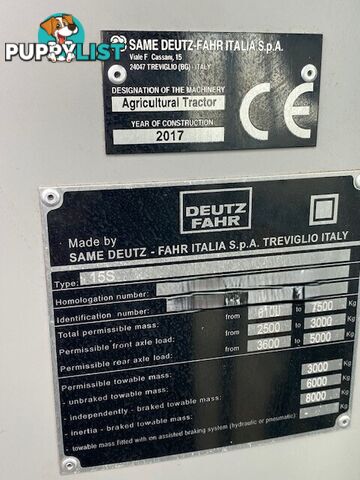 PUPPYLIST
SAME DEUTZ-FAHR ITALIA S.p.A.
Viale F. Cassani, 15
24047 TREVIGLIO (BG) - ITALY
DESIGNATION OF THE MACHINERY
Agricultural Tractor
YEAR OF CONSTRUCTION
2017
CE
DEUTZ
FAHR
Made by
SAME DEUTZ - FAHR ITALIA S.p.A. TREVIGLIO ITALY
Type: 15S
Homologation number:
Identification number:
Total permissible mass: from 6100 to 7500 Kg
Permissible front axle load: from 2500 to 3000 Kg
Permissible rear axle load: from 3600 to 5000 Kg
Permissible towable mass:
- unbraked towable mass: 3000 Kg
- independently - braked towable mass: 6000 Kg
- inertia - braked towable mass: 8000 Kg
- towable mass fitted with on assisted braking system (hydraulic or pneumatic): - Kg